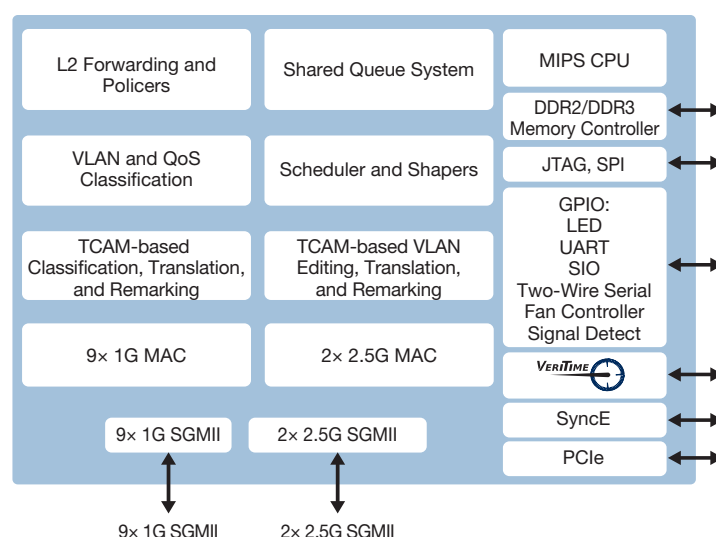 L2 Forwarding and
Policers
Shared Queue System
MIPS CPU
DDR2/DDR3
Memory Controller
VLAN and QoS
Classification
Scheduler and Shapers
JTAG, SPI
GPIO:
LED
UART
SIO
Two-Wire Serial
Fan Controller
Signal Detect
TCAM-based
Classification, Translation,
and Remarking
TCAM-based VLAN
Editing, Translation,
and Remarking
9× 1G MAC
2× 2.5G MAC
VERITIME
SyncE
PCIe
9× 1G SGMII
2× 2.5G SGMII
9× 1G SGMII
2× 2.5G SGMII